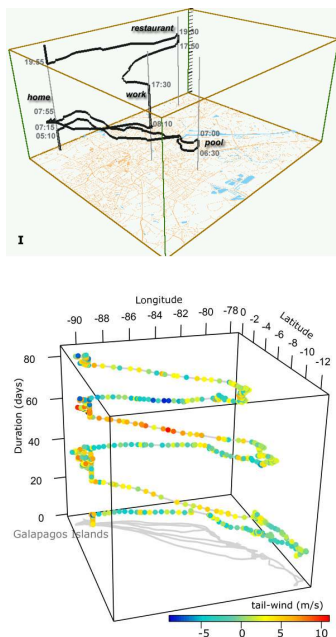 restaurant
19:30
17:50
19:55
17:30
home
work
07:55
07:15
08:10
05:10
07:00
pool
06:30
I
Longitude
-90 -88 -86 -84 -82 -80 -78
Latitude
0 -2 -4 -6 -8 -10 -12
Duration (days)
80
60
40
20
0
Galapagos Islands
tail-wind (m/s)
-5 0 5 10